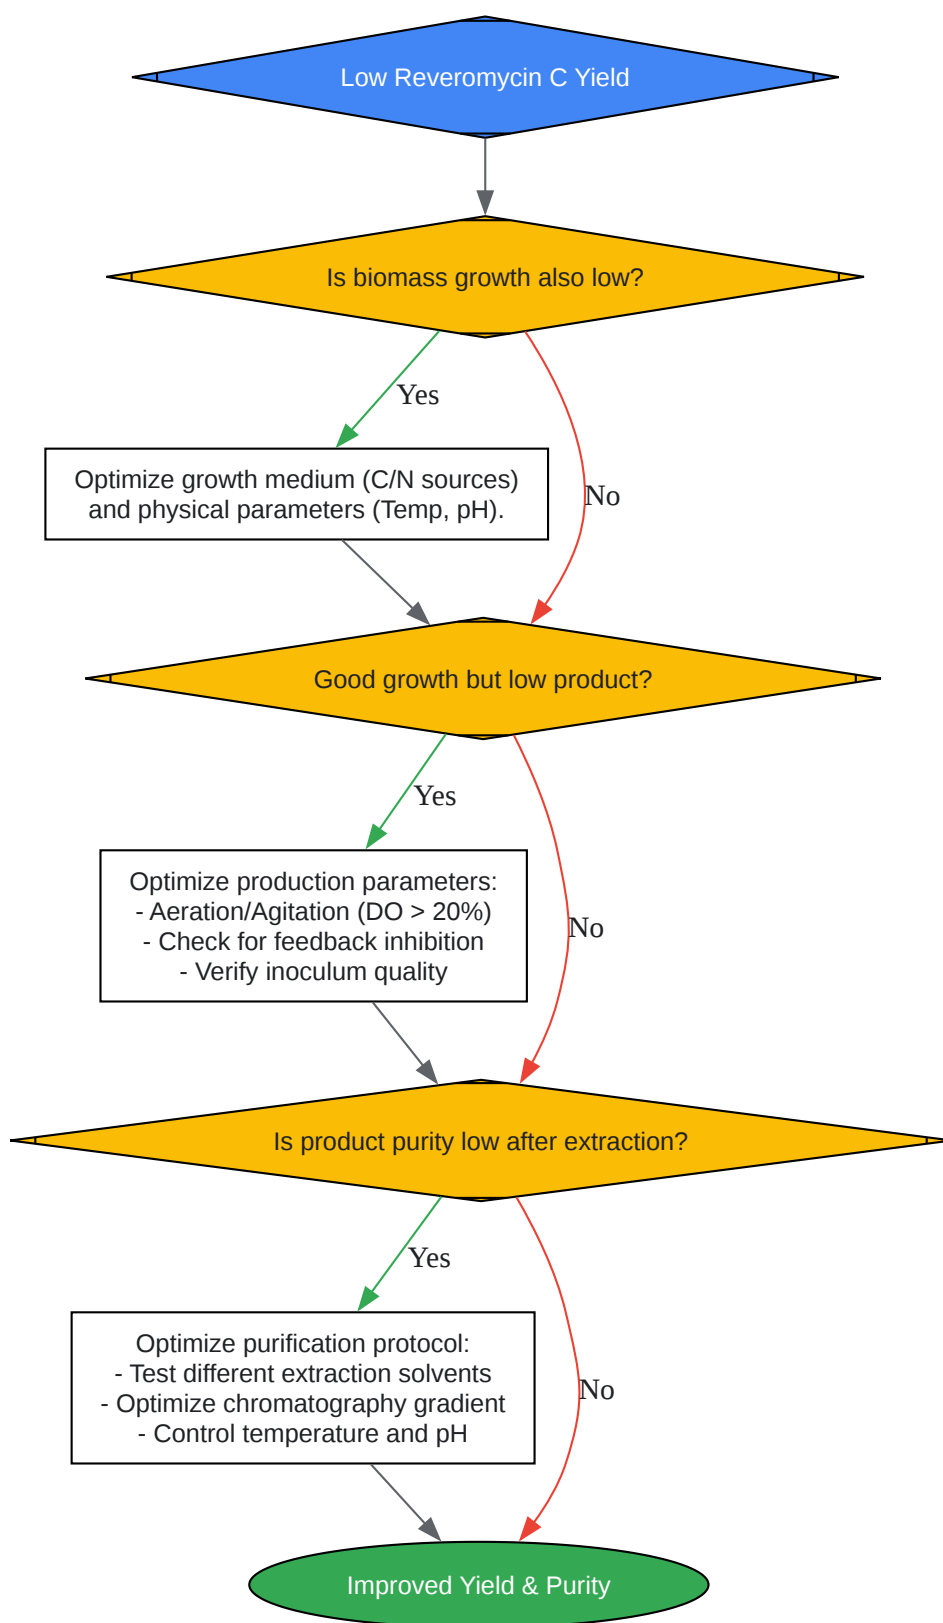 Low Reveromycin C Yield
Is biomass growth also low?
Yes
Optimize growth medium (C/N sources)
and physical parameters (Temp, pH).
No
Good growth but low product?
Yes
Optimize production parameters:
- Aeration/Agitation (DO > 20%)
- Check for feedback inhibition
- Verify inoculum quality
No
Is product purity low after extraction?
Yes
Optimize purification protocol:
- Test different extraction solvents
- Optimize chromatography gradient
- Control temperature and pH
No
Improved Yield & Purity